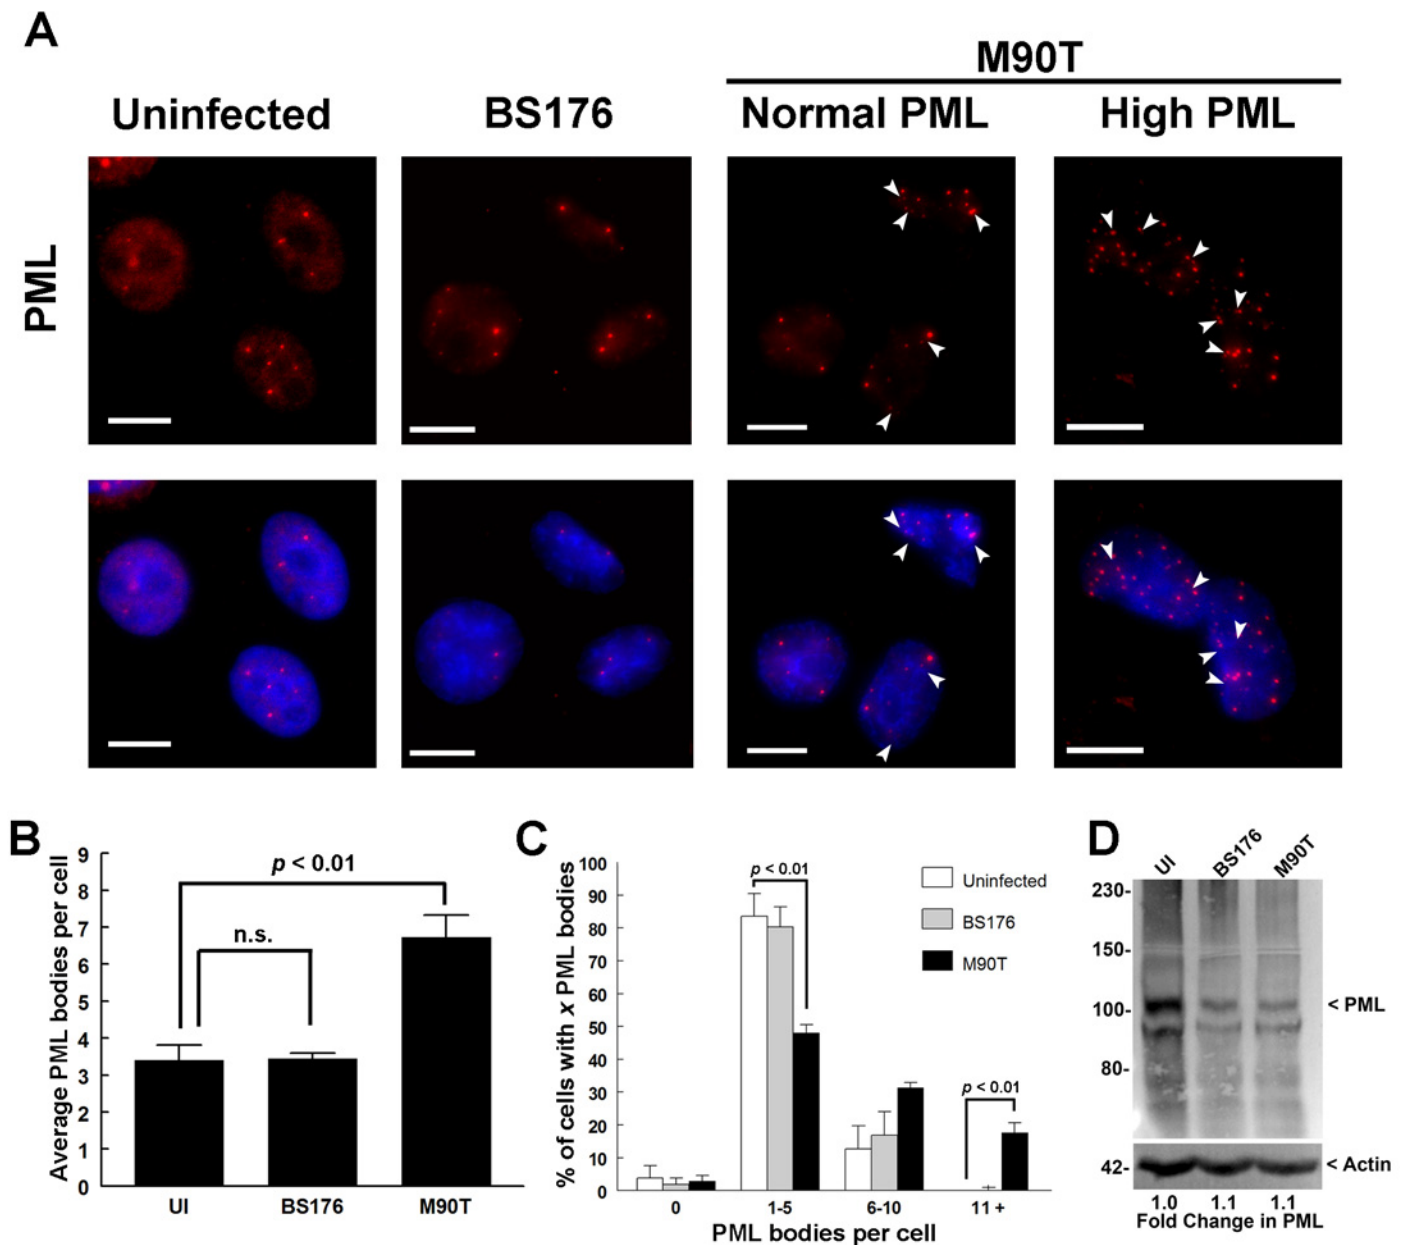 A
M90T
Uninfected
BS176
Normal PML
High PML
PML
B
Average PML bodies per cell
9
8
7
6
5
4
3
2
1
0
p < 0.01
n.s.
UI
BS176
M90T
C
% of cells with x PML bodies
100
90
80
70
60
50
40
30
20
10
0
p < 0.01
p < 0.01
Uninfected
BS176
M90T
0
1-5
6-10
11 +
PML bodies per cell
D
UI
BS176
M90T
230-
150-
100-
80-
42-
< PML
< Actin
1.0 1.1 1.1
Fold Change in PML